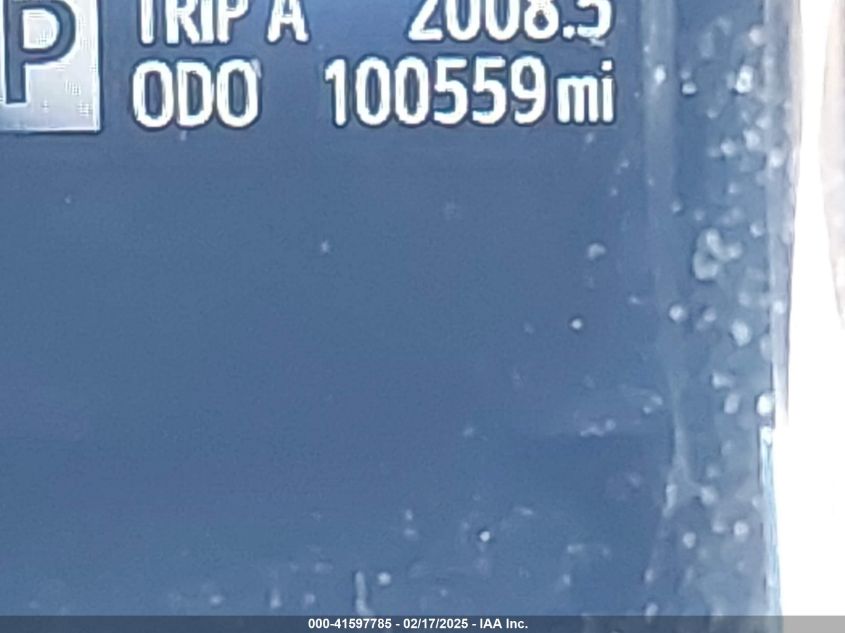 P TRIP A 2008.5
ODO 100559 mi
000-41597785 - 02/17/2025 - IAA Inc.